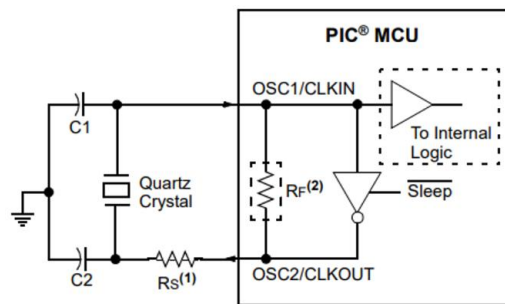 PIC® MCU
OSC1/CLKIN
C1
To Internal
Logic
Quartz
Crystal
RF(2)
Sleep
C2
RS(1)
OSC2/CLKOUT